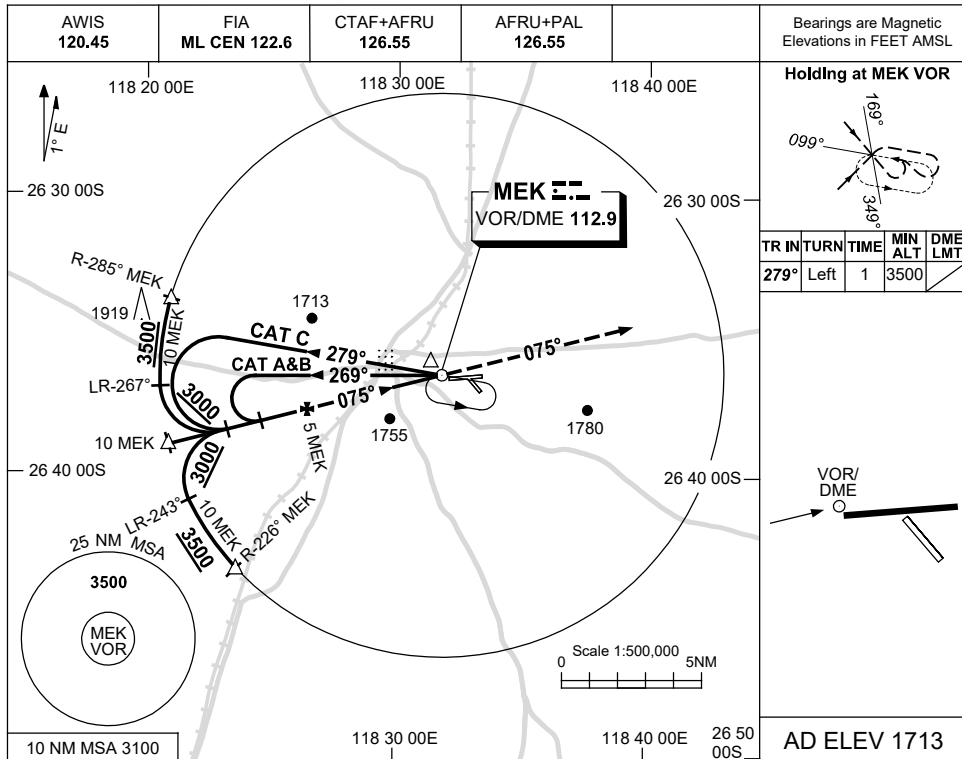 AWIS
120.45
FIA
ML CEN 122.6
CTAF+AFRU
126.55
AFRU+PAL
126.55
Bearings are Magnetic
Elevations in FEET AMSL
118 20 00E
118 30 00E
118 40 00E
1° E
26 30 00S
26 30 00S
MEK
VOR/DME 112.9
R-285° MEK
1919
3500
10 MEK
1713
CAT C
279°
CAT A&B
269°
075°
075°
LR-267°
3000
10 MEK
5 MEK
1755
1780
26 40 00S
26 40 00S
3000
LR-243°
10 MEK
R-226° MEK
3500
25 NM MSA
3500
MEK
VOR
Scale 1:500,000
0
5NM
10 NM MSA 3100
118 30 00E
118 40 00E
26 50
00S
Holding at MEK VOR
169°
099°
349°
TR IN
TURN
TIME
MIN
ALT
DME
LMT
279°
Left
1
3500
VOR/
DME
AD ELEV 1713